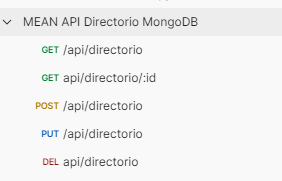 MEAN API Directorio MongoDB
GET /api/directorio
GET api/directorio/:id
POST /api/directorio
PUT /api/directorio
DEL api/directorio